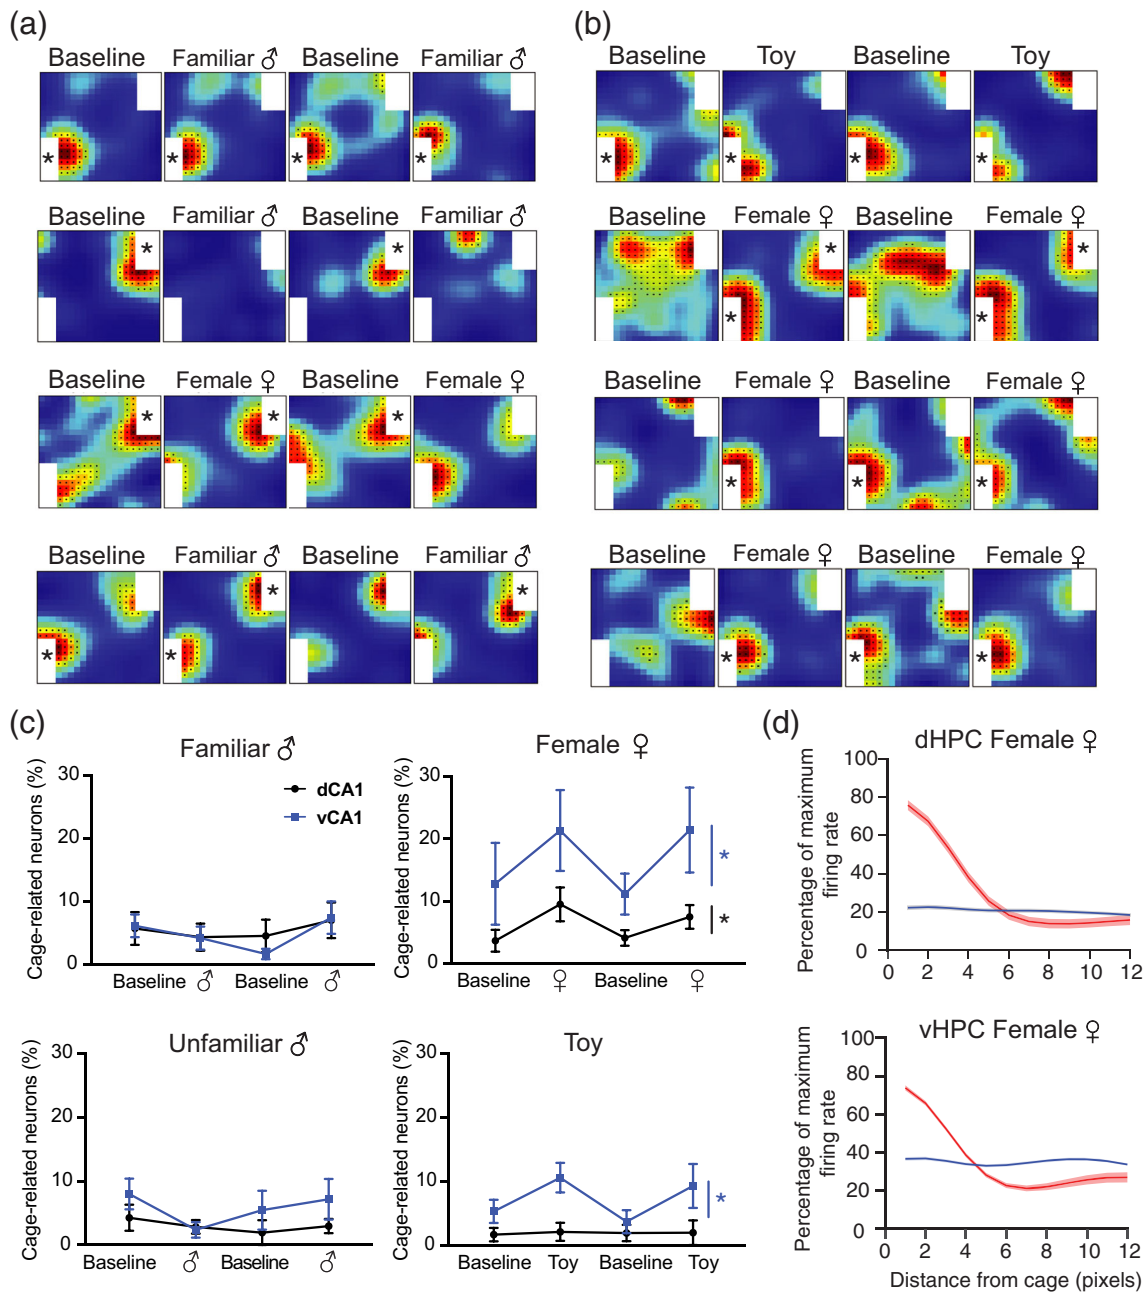 (a)
Baseline Familiar ♂ Baseline Familiar ♂
*
*
*
*
Baseline Familiar ♂ Baseline Familiar ♂
*
*
Baseline Female ♀ Baseline Female ♀
*
*
*
Baseline Familiar ♂ Baseline Familiar ♂
*
*
*
*
(b)
Baseline Toy Baseline Toy
*
*
*
*
Baseline Female ♀ Baseline Female ♀
*
*
*
*
Baseline Female ♀ Baseline Female ♀
*
*
*
Baseline Female ♀ Baseline Female ♀
*
*
*
(c)
Familiar ♂
Cage-related neurons (%)
30
20
10
0
dCA1
vCA1
Baseline ♂ Baseline ♂
Female ♀
Cage-related neurons (%)
30
20
10
0
*
*
Baseline ♀ Baseline ♀
Unfamiliar ♂
Cage-related neurons (%)
30
20
10
0
Baseline ♂ Baseline ♂
Toy
Cage-related neurons (%)
30
20
10
0
*
Baseline Toy Baseline Toy
(d)
dHPC Female ♀
Percentage of maximum
firing rate
100
80
60
40
20
0
0 2 4 6 8 10 12
vHPC Female ♀
Percentage of maximum
firing rate
100
80
60
40
20
0
0 2 4 6 8 10 12
Distance from cage (pixels)